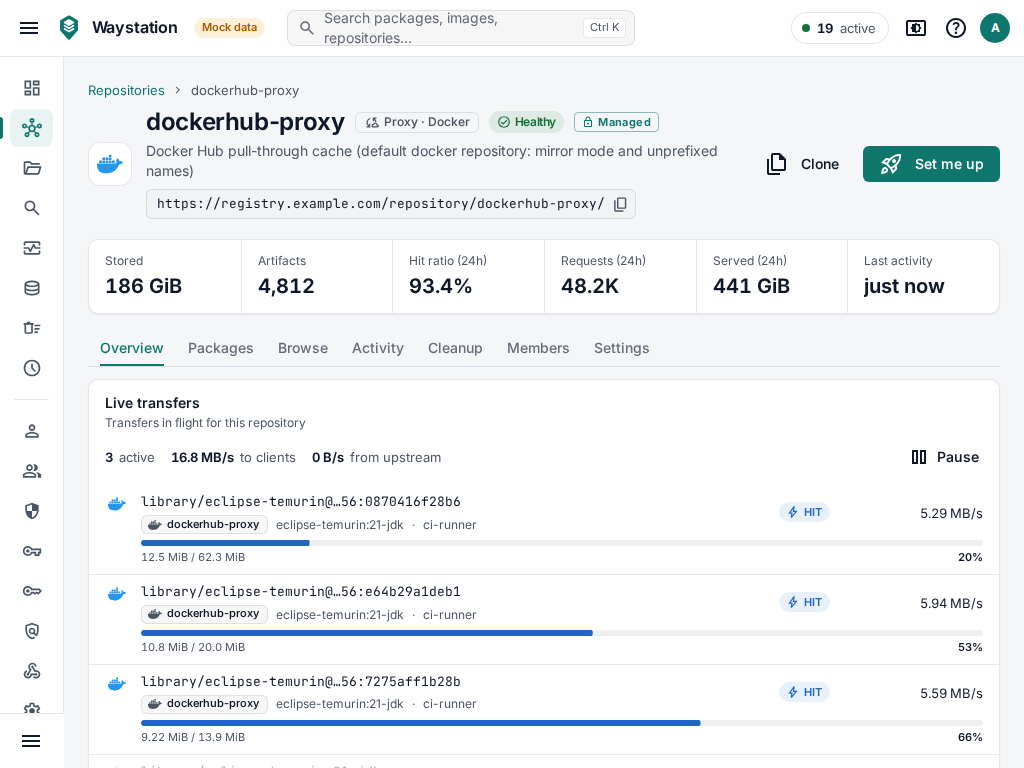 Waystation
Mock data
Search packages, images, repositories...
Ctrl K
19 active
A
Repositories > dockerhub-proxy
dockerhub-proxy
Proxy · Docker
Healthy
Managed
Docker Hub pull-through cache (default docker repository: mirror mode and unprefixed names)
https://registry.example.com/repository/dockerhub-proxy/
Clone
Set me up
Stored
186 GiB
Artifacts
4,812
Hit ratio (24h)
93.4%
Requests (24h)
48.2K
Served (24h)
441 GiB
Last activity
just now
Overview
Packages
Browse
Activity
Cleanup
Members
Settings
Live transfers
Transfers in flight for this repository
3 active 16.8 MB/s to clients 0 B/s from upstream
Pause
library/eclipse-temurin@…56:0870416f28b6
dockerhub-proxy eclipse-temurin:21-jdk · ci-runner
HIT
5.29 MB/s
12.5 MiB / 62.3 MiB
20%
library/eclipse-temurin@…56:e64b29a1deb1
dockerhub-proxy eclipse-temurin:21-jdk · ci-runner
HIT
5.94 MB/s
10.8 MiB / 20.0 MiB
53%
library/eclipse-temurin@…56:7275aff1b28b
dockerhub-proxy eclipse-temurin:21-jdk · ci-runner
HIT
5.59 MB/s
9.22 MiB / 13.9 MiB
66%